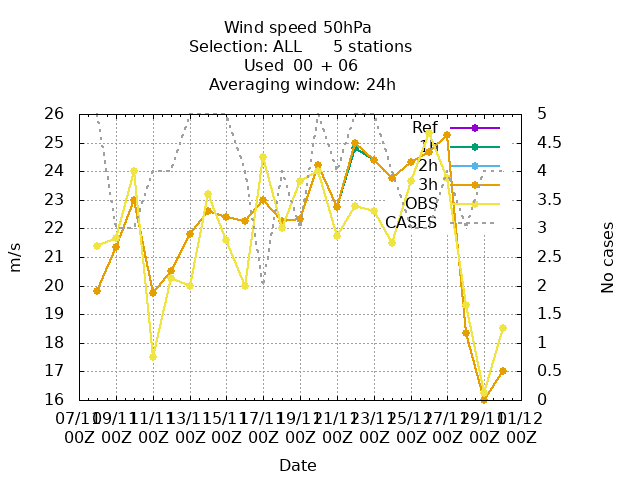 Wind speed 50hPa
Selection: ALL 5 stations
Used 00 + 06
Averaging window: 24h
26
25
24
23
22
21
20
19
18
17
16
m/s
5
4.5
4
3.5
3
2.5
2
1.5
1
0.5
0
No cases
Ref
1h
2h
3h
OBS
CASES
07/11 09/11 11/11 13/11 15/11 17/11 19/11 21/11 23/11 25/11 27/11 29/11 01/12
00Z 00Z 00Z 00Z 00Z 00Z 00Z 00Z 00Z 00Z 00Z 00Z 00Z
Date